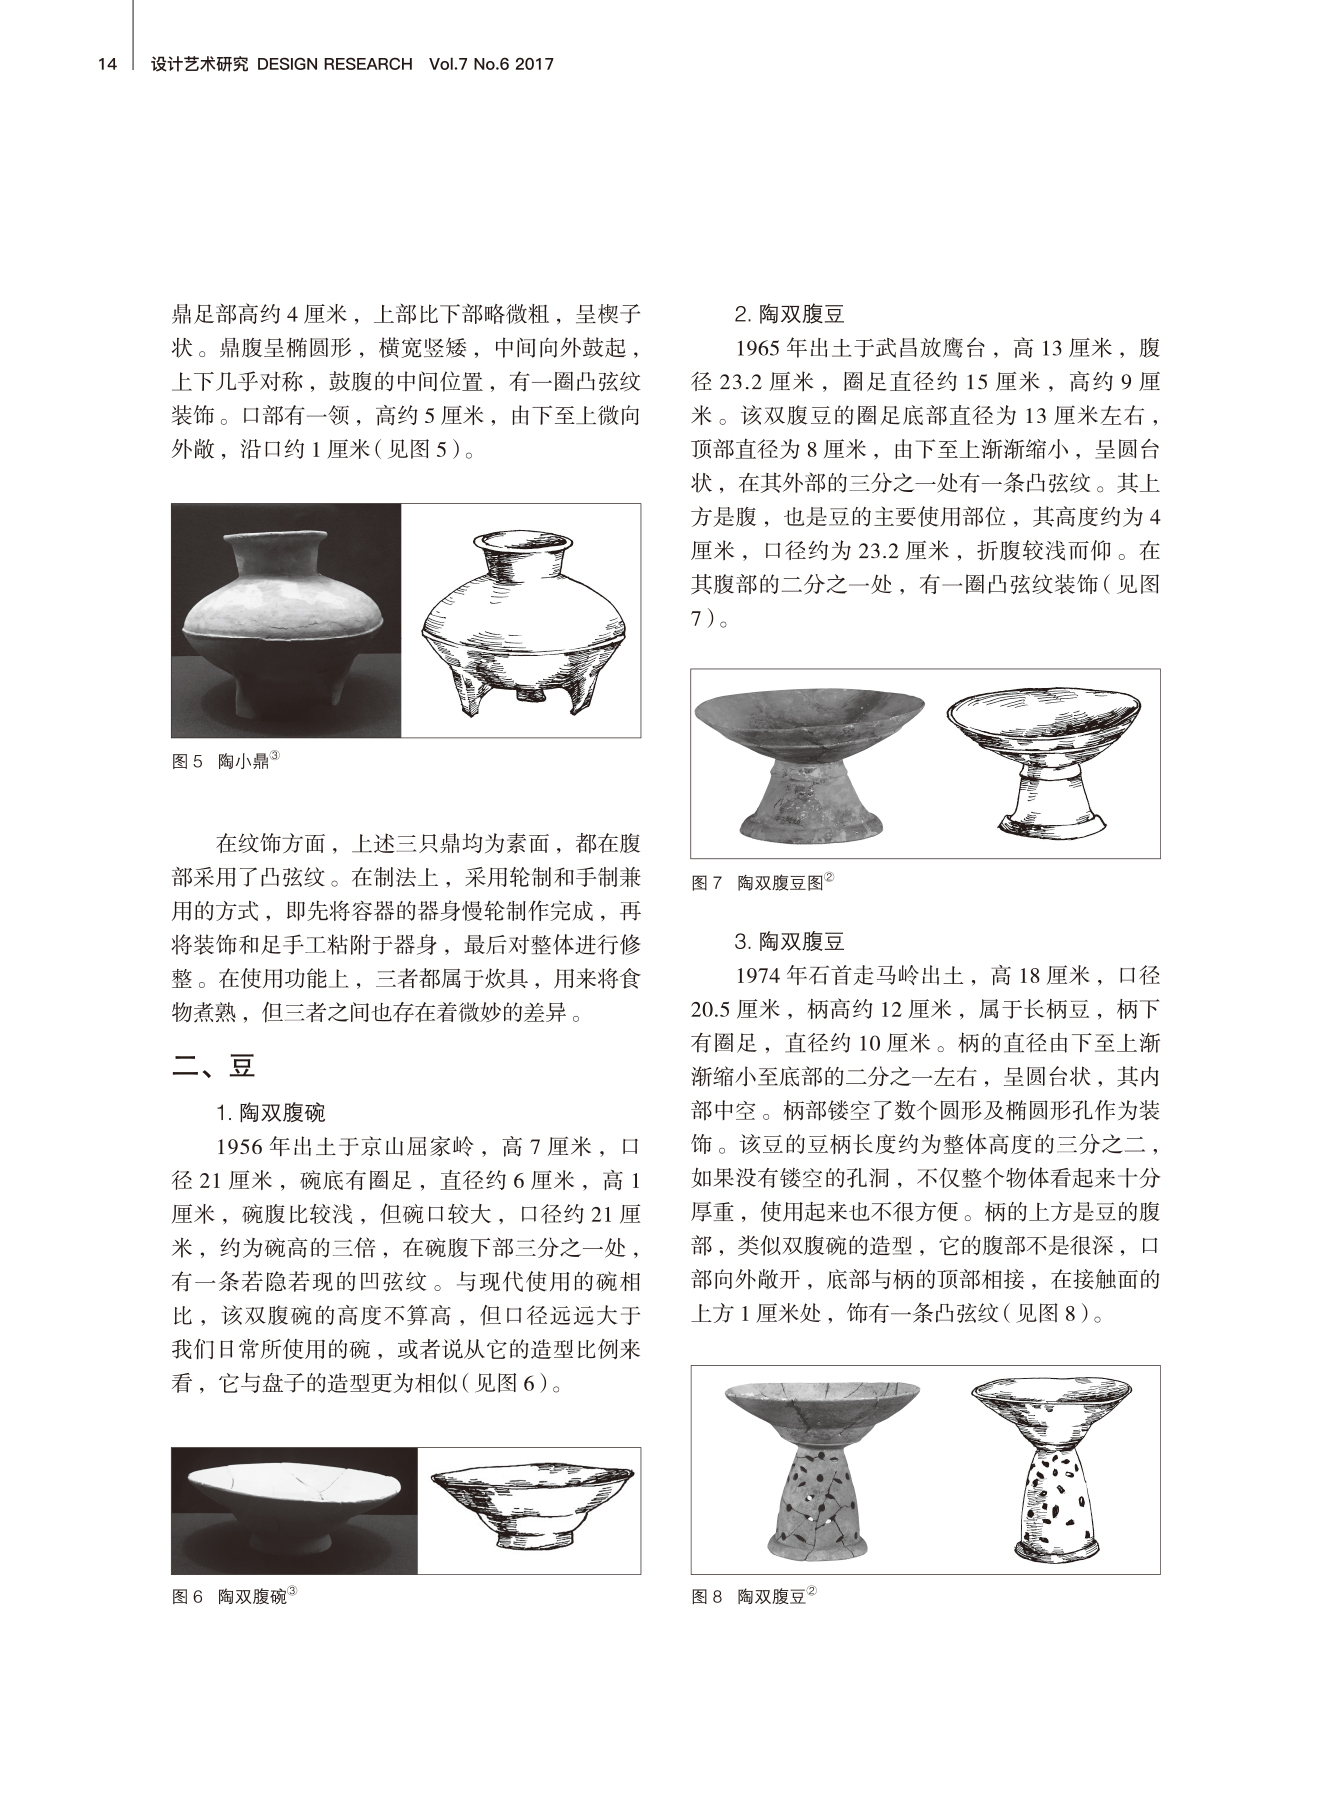 14 设计艺术研究 DESIGN RESEARCH Vol.7 No.6 2017
鼎足部高约 4 厘米，上部比下部略微粗，呈楔子
状。鼎腹呈椭圆形，横宽竖矮，中间向外鼓起，
上下几乎对称，鼓腹的中间位置，有一圈凸弦纹
装饰。口部有一领，高约 5 厘米，由下至上微向
外敞，沿口约 1 厘米（见图 5）。
图 5 陶小鼎③
在纹饰方面，上述三只鼎均为素面，都在腹
部采用了凸弦纹。在制法上，采用轮制和手制兼
用的方式，即先将容器的器身慢轮制作完成，再
将装饰和足手工粘附于器身，最后对整体进行修
整。在使用功能上，三者都属于炊具，用来将食
物煮熟，但三者之间也存在着微妙的差异。
二、豆
1. 陶双腹碗
1956 年出土于京山屈家岭，高 7 厘米，口
径 21 厘米，碗底有圈足，直径约 6 厘米，高 1
厘米，碗腹比较浅，但碗口较大，口径约 21 厘
米，约为碗高的三倍，在碗腹下部三分之一处，
有一条若隐若现的凹弦纹。与现代使用的碗相
比，该双腹碗的高度不算高，但口径远远大于
我们日常所使用的碗，或者说从它的造型比例来
看，它与盘子的造型更为相似（见图 6）。
图 6 陶双腹碗③
2. 陶双腹豆
1965 年出土于武昌放鹰台，高 13 厘米，腹
径 23.2 厘米，圈足直径约 15 厘米，高约 9 厘
米。该双腹豆的圈足底部直径为 13 厘米左右，
顶部直径为 8 厘米，由下至上渐渐缩小，呈圆台
状，在其外部的三分之一处有一条凸弦纹。其上
方是腹，也是豆的主要使用部位，其高度约为 4
厘米，口径约为 23.2 厘米，折腹较浅而仰。在
其腹部的二分之一处，有一圈凸弦纹装饰（见图
7）。
图 7 陶双腹豆图②
3. 陶双腹豆
1974 年石首走马岭出土，高 18 厘米，口径
20.5 厘米，柄高约 12 厘米，属于长柄豆，柄下
有圈足，直径约 10 厘米。柄的直径由下至上渐
渐缩小至底部的二分之一左右，呈圆台状，其内
部中空。柄部镂空了数个圆形及椭圆形孔作为装
饰。该豆的豆柄长度约为整体高度的三分之二，
如果没有镂空的孔洞，不仅整个物体看起来十分
厚重，使用起来也不很方便。柄的上方是豆的腹
部，类似双腹碗的造型，它的腹部不是很深，口
部向外敞开，底部与柄的顶部相接，在接触面的
上方 1 厘米处，饰有一条凸弦纹（见图 8）。
图 8 陶双腹豆②